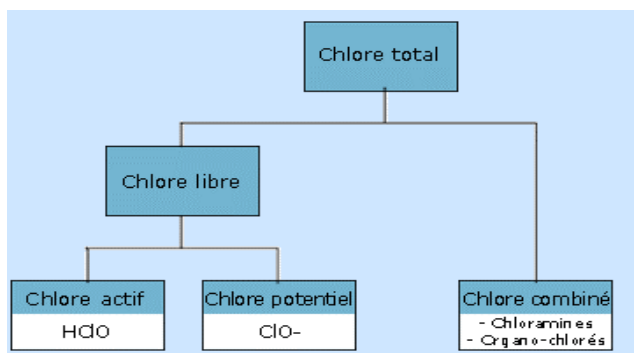 Chlore total
Chlore libre
Chlore actif
HClO
Chlore potentiel
ClO-
Chlore combiné
- Chloramines
- Organo-chlorés